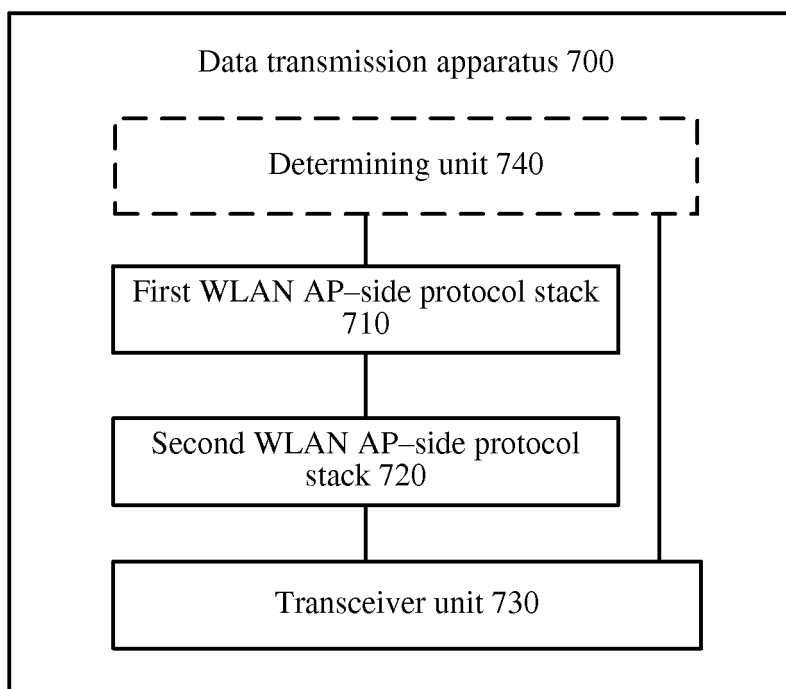 Data transmission apparatus 700
Determining unit 740
First WLAN AP–side protocol stack
710
Second WLAN AP–side protocol
stack 720
Transceiver unit 730